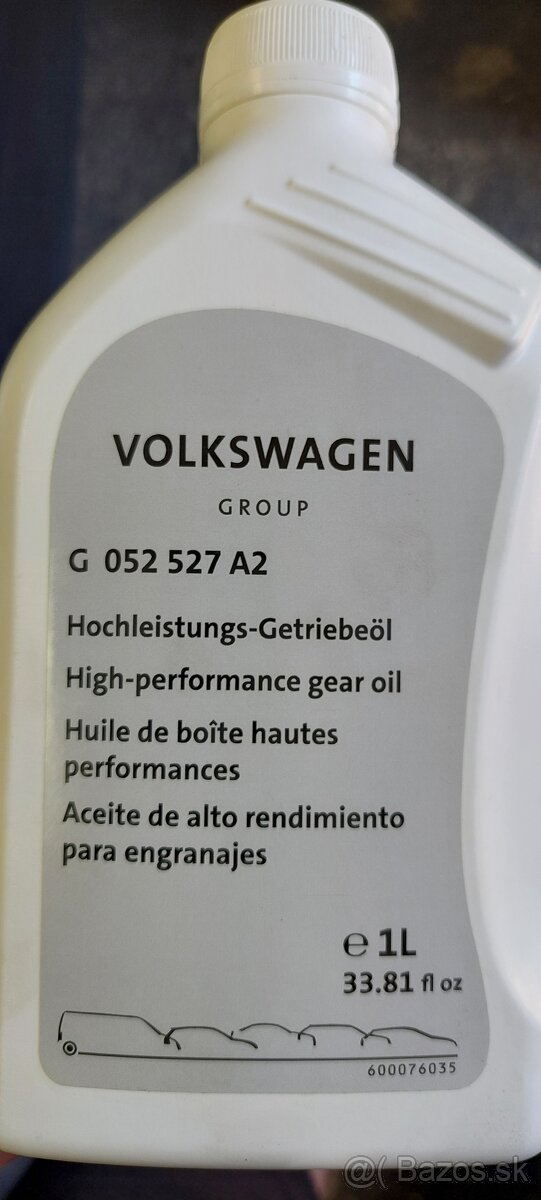 VOLKSWAGEN
GROUP
G 052 527 A2
Hochleistungs-Getriebeöl
High-performance gear oil
Huile de boîte hautes
performances
Aceite de alto rendimiento
para engranajes
℮ 1L
33.81 fl oz
600076035
@( Bazos.sk